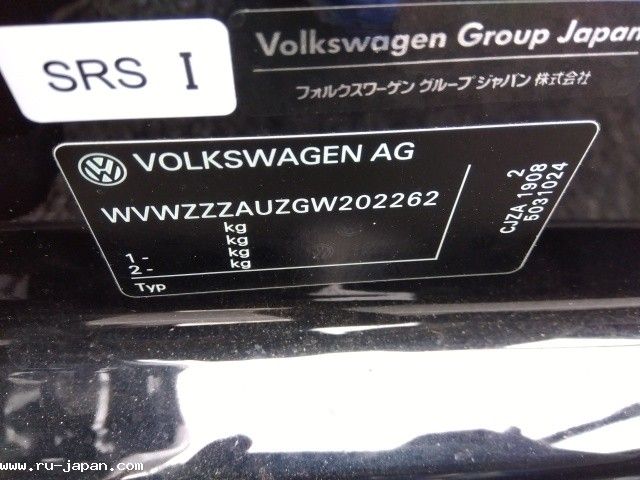 SRS I
Volkswagen Group Japan
フォルクスワーゲン グループ ジャパン 株式会社
VOLKSWAGEN AG
WVWZZZAUZGW202262
kg
kg
1 - kg
2 - kg
Typ
2
CJZA 1908
5031024
www.ru-japan.com